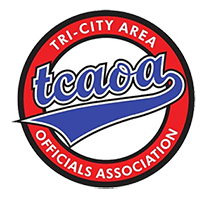 TRI-CITY AREA
tcaoa
OFFICIALS ASSOCIATION